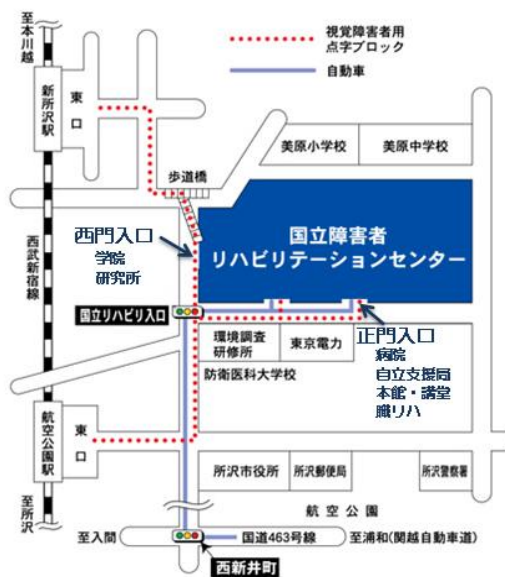 至本川越
新所沢駅
東口
視覚障害者用
点字ブロック
自動車
美原小学校
美原中学校
歩道橋
西武新宿線
西門入口
学院
研究所
国立障害者
リハビリテーションセンター
国立リハビリ入口
環境調査
研修所
東京電力
正門入口
病院
自立支援局
本館・講堂
職リハ
防衛医科大学校
航空公園駅
東口
所沢市役所
所沢郵便局
所沢警察署
至所沢
航空公園
至入間
国道463号線
至浦和(関越自動車道)
西新井町